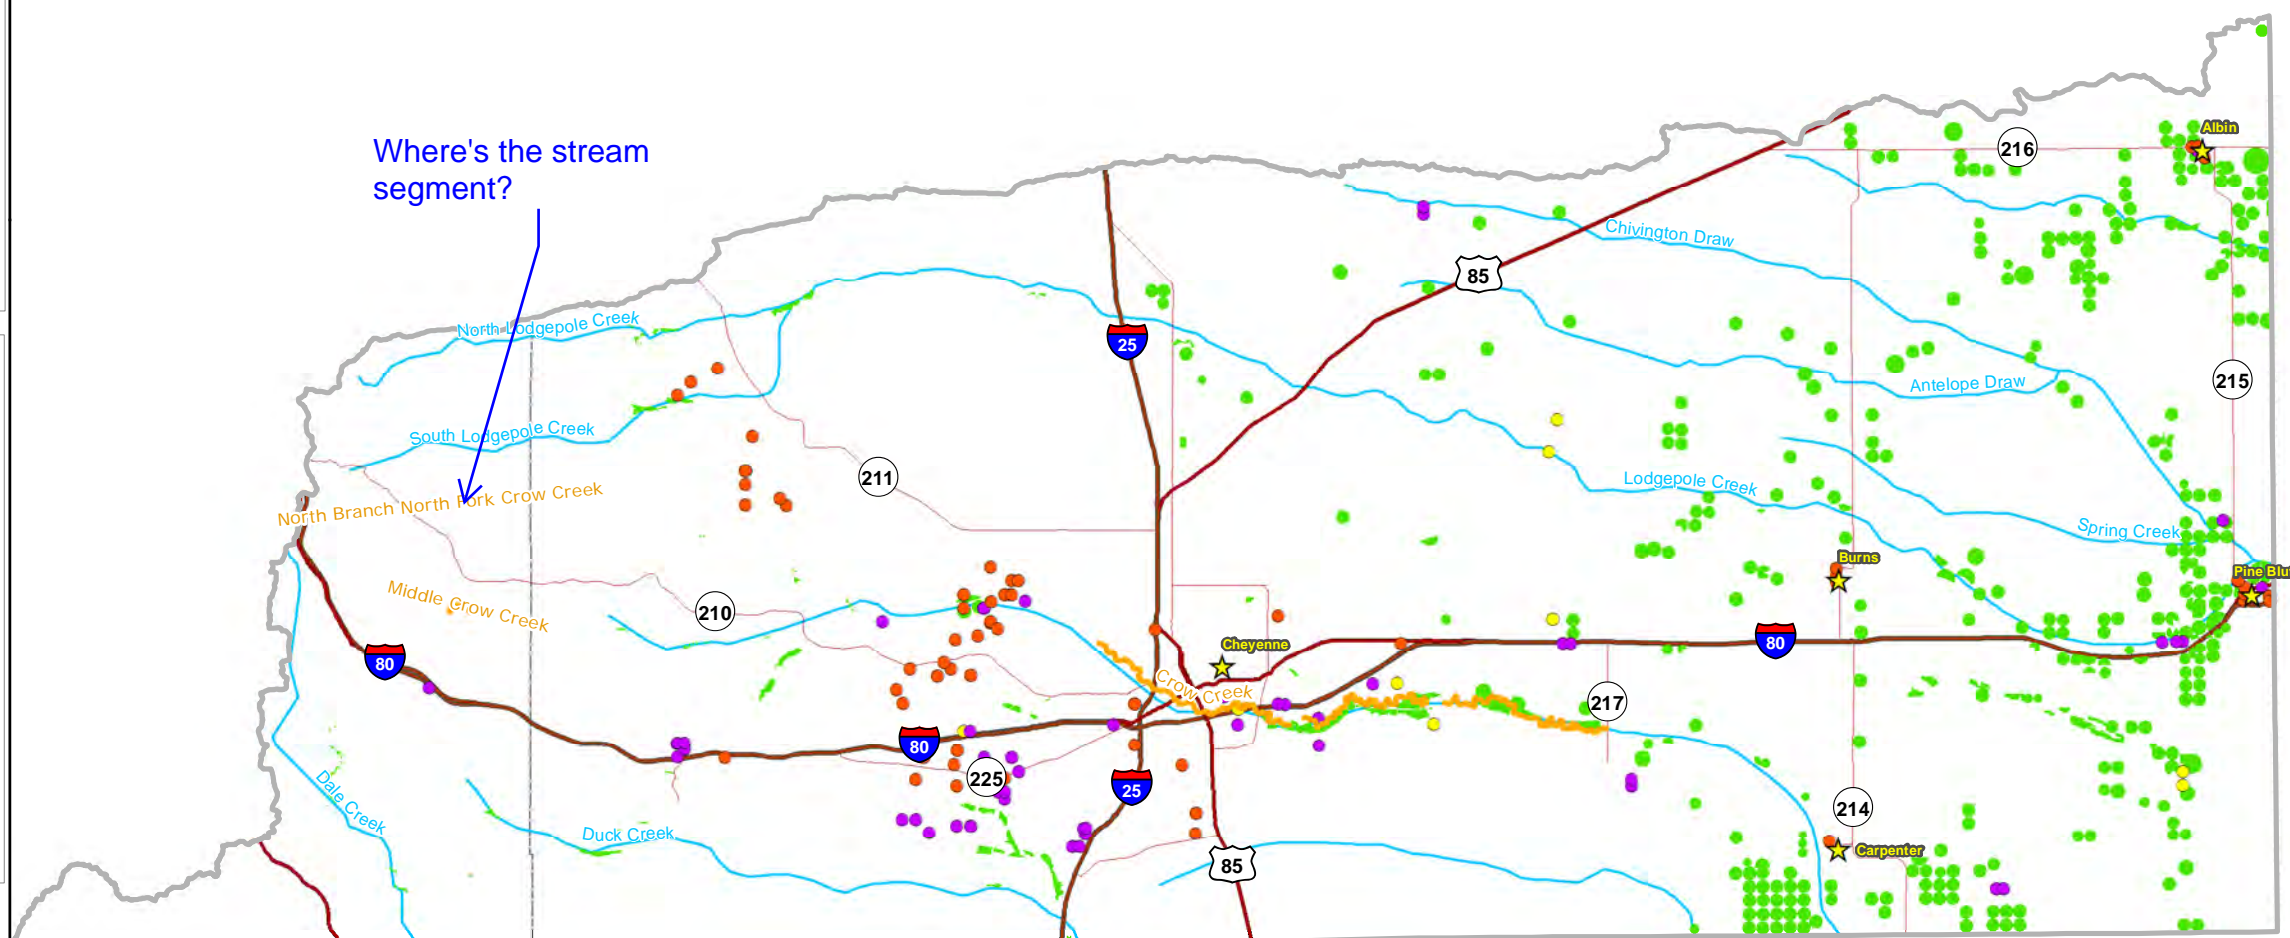 Where's the stream
segment?
Albin
216
Chivington Draw
85
North Lodgepole Creek
25
Antelope Draw
215
South Lodgepole Creek
211
Lodgepole Creek
North Branch North Fork Crow Creek
Spring Creek
Burns
Pine Blu
Middle Crow Creek
210
Cheyenne
80
80
Crow Creek
217
80
225
25
Dale Creek
214
Duck Creek
Carpenter
85